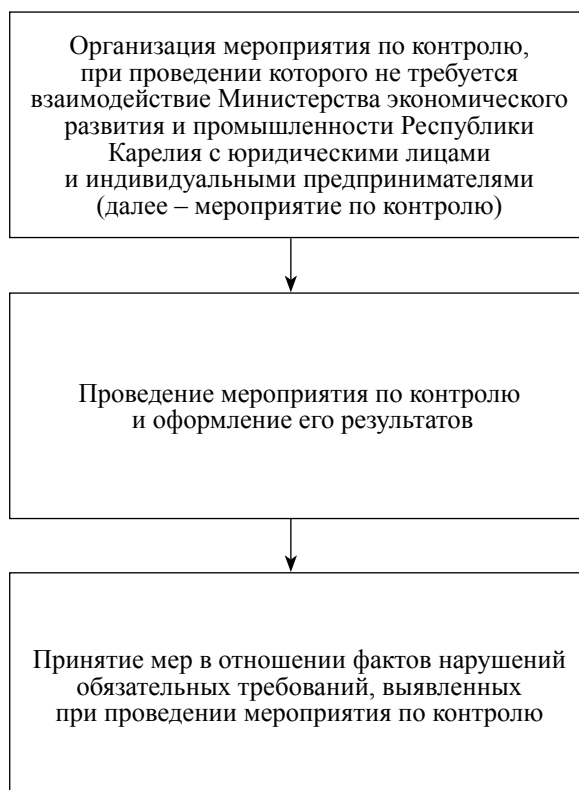 Организация мероприятия по контролю,
при проведении которого не требуется
взаимодействие Министерства экономического
развития и промышленности Республики
Карелия с юридическими лицами
и индивидуальными предпринимателями
(далее – мероприятие по контролю)
Проведение мероприятия по контролю
и оформление его результатов
Принятие мер в отношении фактов нарушений
обязательных требований, выявленных
при проведении мероприятия по контролю